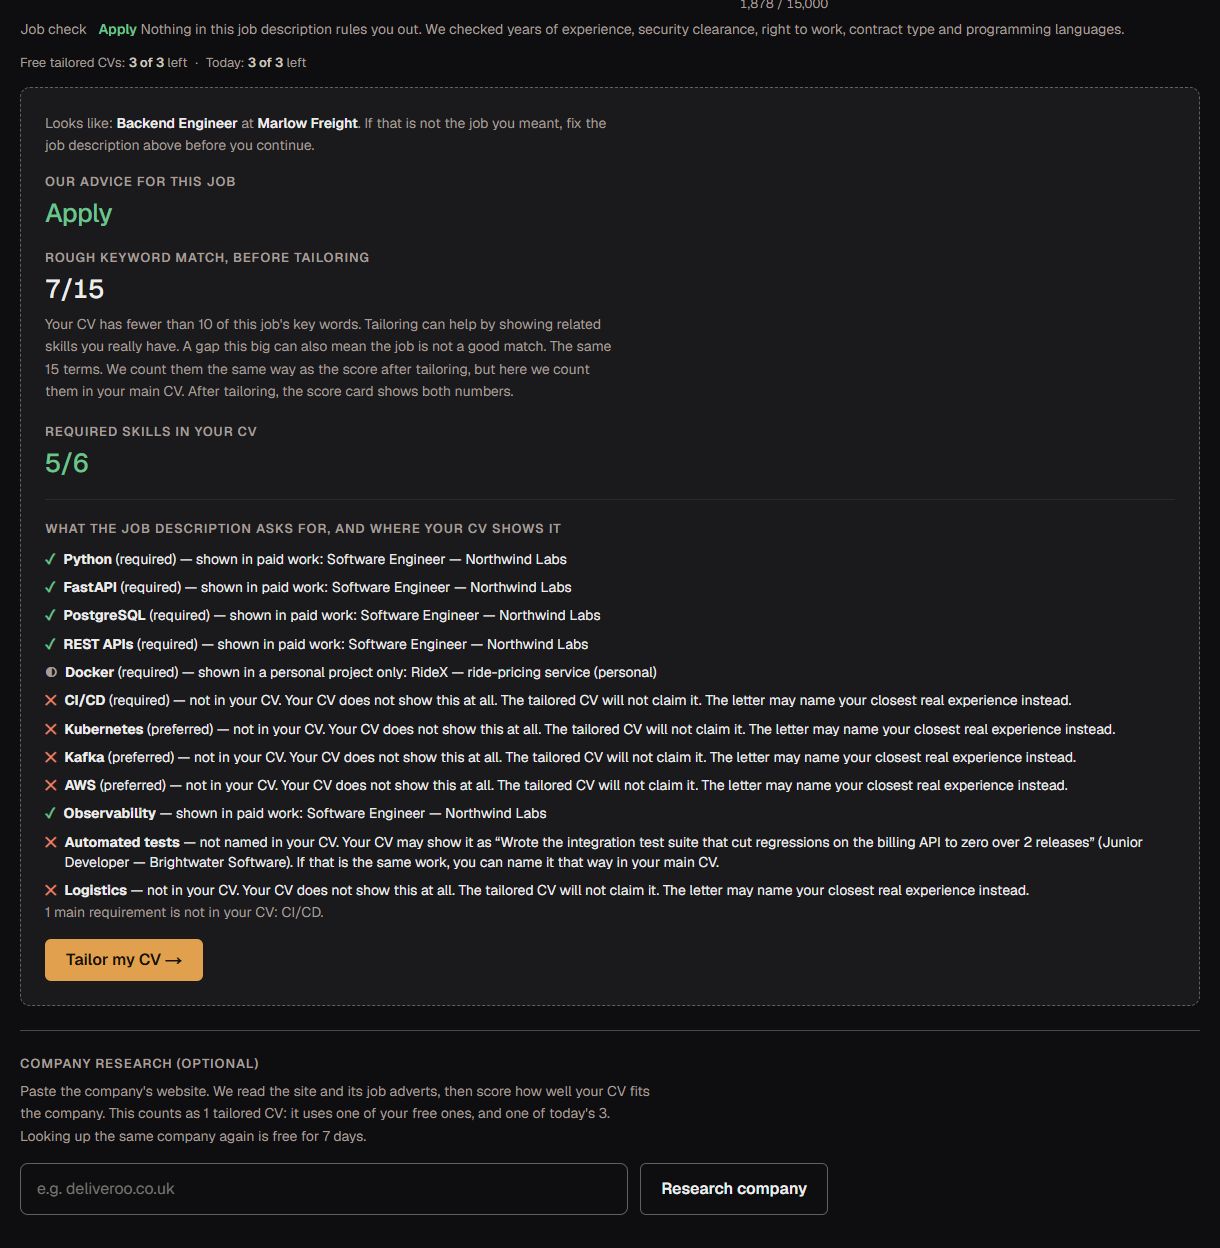 1,878 / 15,000
Job check Apply Nothing in this job description rules you out. We checked years of experience, security clearance, right to work, contract type and programming languages.
Free tailored CVs: 3 of 3 left · Today: 3 of 3 left
Looks like: Backend Engineer at Marlow Freight. If that is not the job you meant, fix the
job description above before you continue.
OUR ADVICE FOR THIS JOB
Apply
ROUGH KEYWORD MATCH, BEFORE TAILORING
7/15
Your CV has fewer than 10 of this job's key words. Tailoring can help by showing related
skills you really have. A gap this big can also mean the job is not a good match. The same
15 terms. We count them the same way as the score after tailoring, but here we count
them in your main CV. After tailoring, the score card shows both numbers.
REQUIRED SKILLS IN YOUR CV
5/6
WHAT THE JOB DESCRIPTION ASKS FOR, AND WHERE YOUR CV SHOWS IT
✓ Python (required) — shown in paid work: Software Engineer — Northwind Labs
✓ FastAPI (required) — shown in paid work: Software Engineer — Northwind Labs
✓ PostgreSQL (required) — shown in paid work: Software Engineer — Northwind Labs
✓ REST APIs (required) — shown in paid work: Software Engineer — Northwind Labs
◐ Docker (required) — shown in a personal project only: RideX — ride-pricing service (personal)
✕ CI/CD (required) — not in your CV. Your CV does not show this at all. The tailored CV will not claim it. The letter may name your closest real experience instead.
✕ Kubernetes (preferred) — not in your CV. Your CV does not show this at all. The tailored CV will not claim it. The letter may name your closest real experience instead.
✕ Kafka (preferred) — not in your CV. Your CV does not show this at all. The tailored CV will not claim it. The letter may name your closest real experience instead.
✕ AWS (preferred) — not in your CV. Your CV does not show this at all. The tailored CV will not claim it. The letter may name your closest real experience instead.
✓ Observability — shown in paid work: Software Engineer — Northwind Labs
✕ Automated tests — not named in your CV. Your CV may show it as “Wrote the integration test suite that cut regressions on the billing API to zero over 2 releases” (Junior
Developer — Brightwater Software). If that is the same work, you can name it that way in your main CV.
✕ Logistics — not in your CV. Your CV does not show this at all. The tailored CV will not claim it. The letter may name your closest real experience instead.
1 main requirement is not in your CV: CI/CD.
Tailor my CV →
COMPANY RESEARCH (OPTIONAL)
Paste the company's website. We read the site and its job adverts, then score how well your CV fits
the company. This counts as 1 tailored CV: it uses one of your free ones, and one of today's 3.
Looking up the same company again is free for 7 days.
e.g. deliveroo.co.uk
Research company